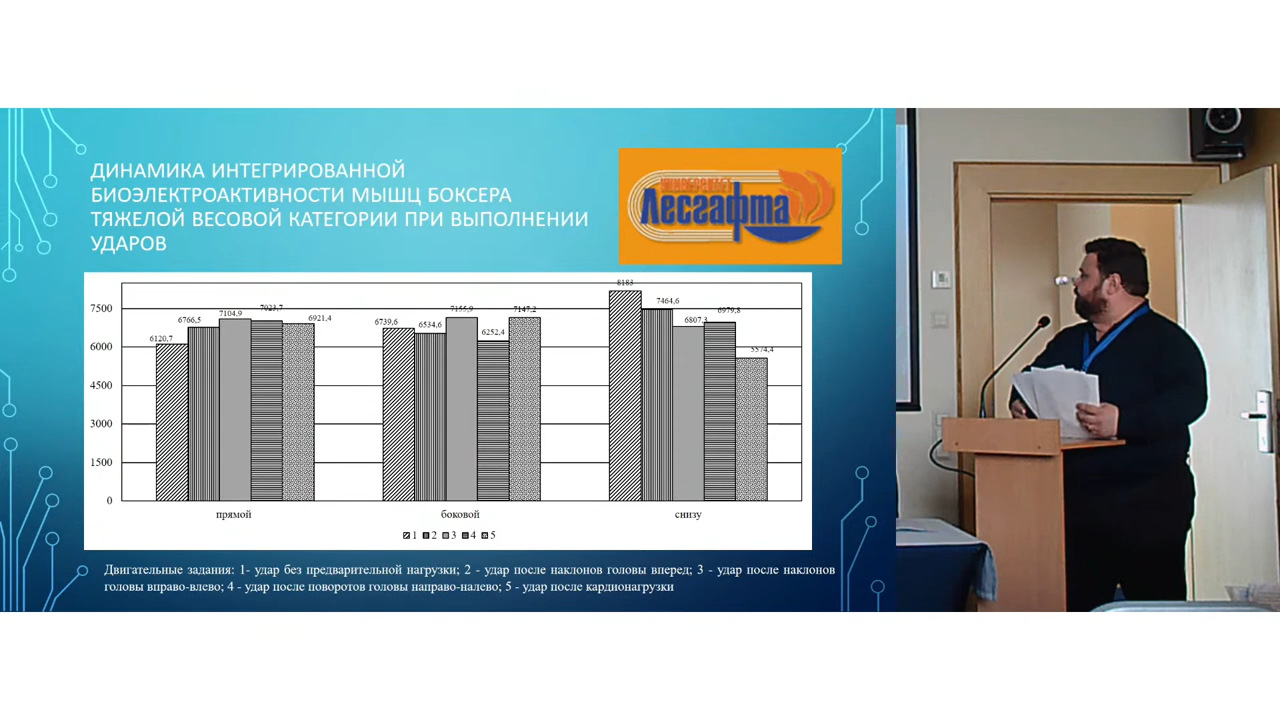 ДИНАМИКА ИНТЕГРИРОВАННОЙ
БИОЭЛЕКТРОАКТИВНОСТИ МЫШЦ БОКСЕРА
ТЯЖЕЛОЙ ВЕСОВОЙ КАТЕГОРИИ ПРИ ВЫПОЛНЕНИИ
УДАРОВ
УНИВЕРСИТЕТ
Лесгафта
7500
6000
4500
3000
1500
0
6120,7
6766,5
7104,9
7023,7
6921,4
6739,6
6534,6
7155,9
6252,4
7147,2
8183
7464,6
6807,3
6979,8
5574,4
прямой
боковой
снизу
1 2 3 4 5
Двигательные задания: 1- удар без предварительной нагрузки; 2 - удар после наклонов головы вперед; 3 - удар после наклонов
головы вправо-влево; 4 - удар после поворотов головы направо-налево; 5 - удар после кардионагрузки